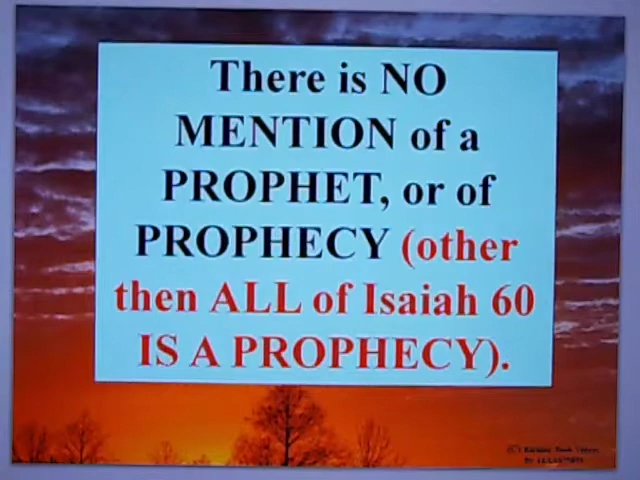 There is NO
MENTION of a
PROPHET, or of
PROPHECY (other
then ALL of Isaiah 60
IS A PROPHECY).